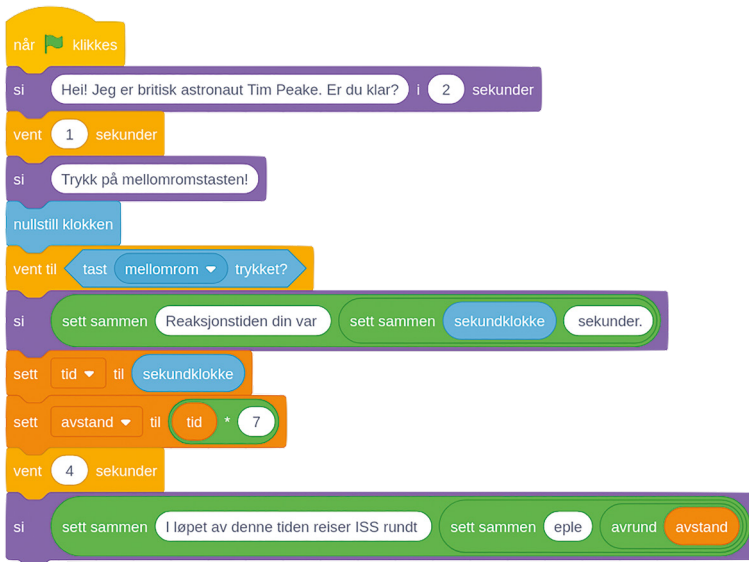 når klikkes
si Hei! Jeg er britisk astronaut Tim Peake. Er du klar? i 2 sekunder
vent 1 sekunder
si Trykk på mellomromstasten!
nullstill klokken
vent til tast mellomrom trykket?
si sett sammen Reaksjonstiden din var sett sammen sekundklokke sekunder.
sett tid til sekundklokke
sett avstand til tid * 7
vent 4 sekunder
si sett sammen I løpet av denne tiden reiser ISS rundt sett sammen eple avrund avstand